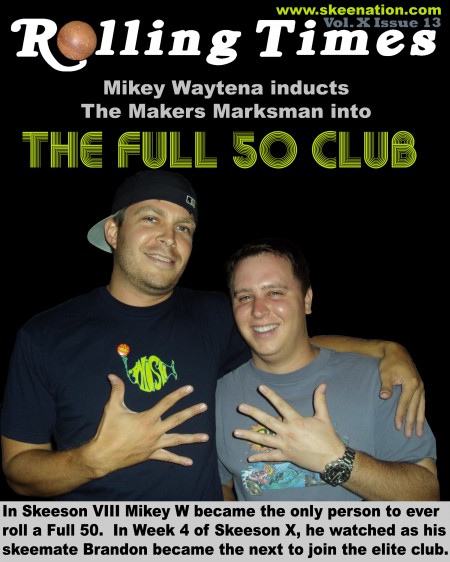 www.skeenation.com
Vol. X Issue 13
Rolling Times
Mikey Waytena inducts
The Makers Marksman into
THE FULL 50 CLUB
In Skeeson VIII Mikey W became the only person to ever
roll a Full 50.  In Week 4 of Skeeson X, he watched as his
skeemate Brandon became the next to join the elite club.